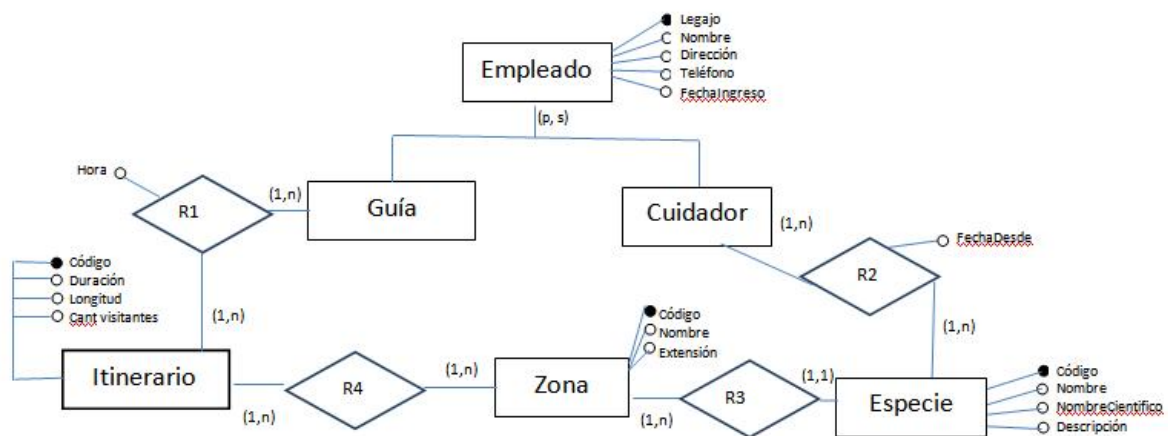 Empleado
Legajo
Nombre
Dirección
Teléfono
FechaIngreso
(p, s)
Hora
R1
(1,n)
Guía
Cuidador
(1,n)
R2
FechaDesde
Código
Duración
Longitud
Cant visitantes
(1,n)
Itinerario
(1,n)
R4
(1,n)
Zona
Código
Nombre
Extensión
(1,n)
R3
(1,1)
(1,n)
Especie
Código
Nombre
NombreCientifico
Descripción